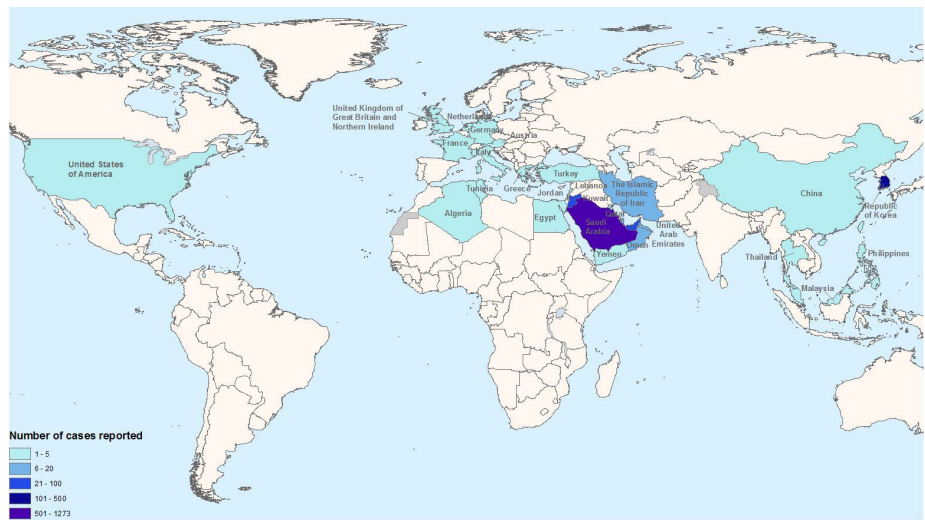 United Kingdom of
Great Britain and
Northern Ireland
Netherlands
Germany
Austria
France
Italy
United States
of America
Turkey
Tunisia
Greece
Lebanon
Jordan
Kuwait
The Islamic
Republic
of Iran
China
Algeria
Egypt
Qatar
Saudi
Arabia
United
Arab
Emirates
Oman
Yemen
Republic
of Korea
Thailand
Philippines
Malaysia
Number of cases reported
1 - 5
6 - 20
21 - 100
101 - 500
501 - 1273